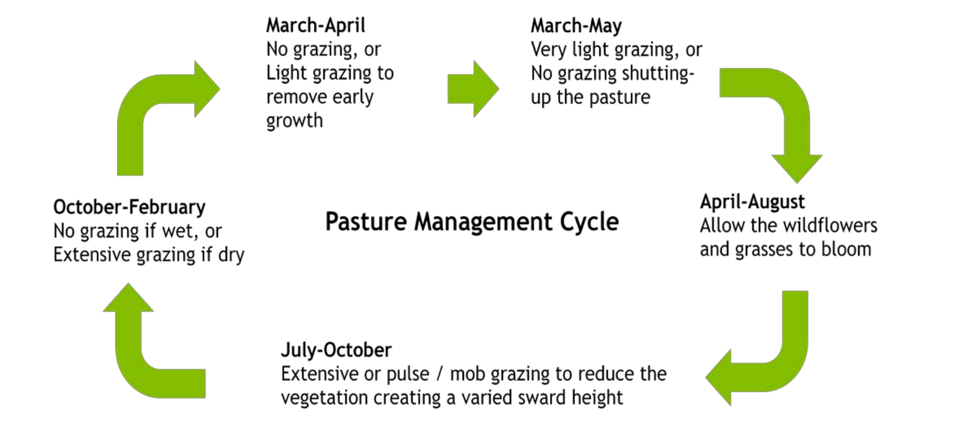 March-April
No grazing, or
Light grazing to
remove early
growth
March-May
Very light grazing, or
No grazing shutting-
up the pasture
April-August
Allow the wildflowers
and grasses to bloom
July-October
Extensive or pulse / mob grazing to reduce the
vegetation creating a varied sward height
October-February
No grazing if wet, or
Extensive grazing if dry
Pasture Management Cycle